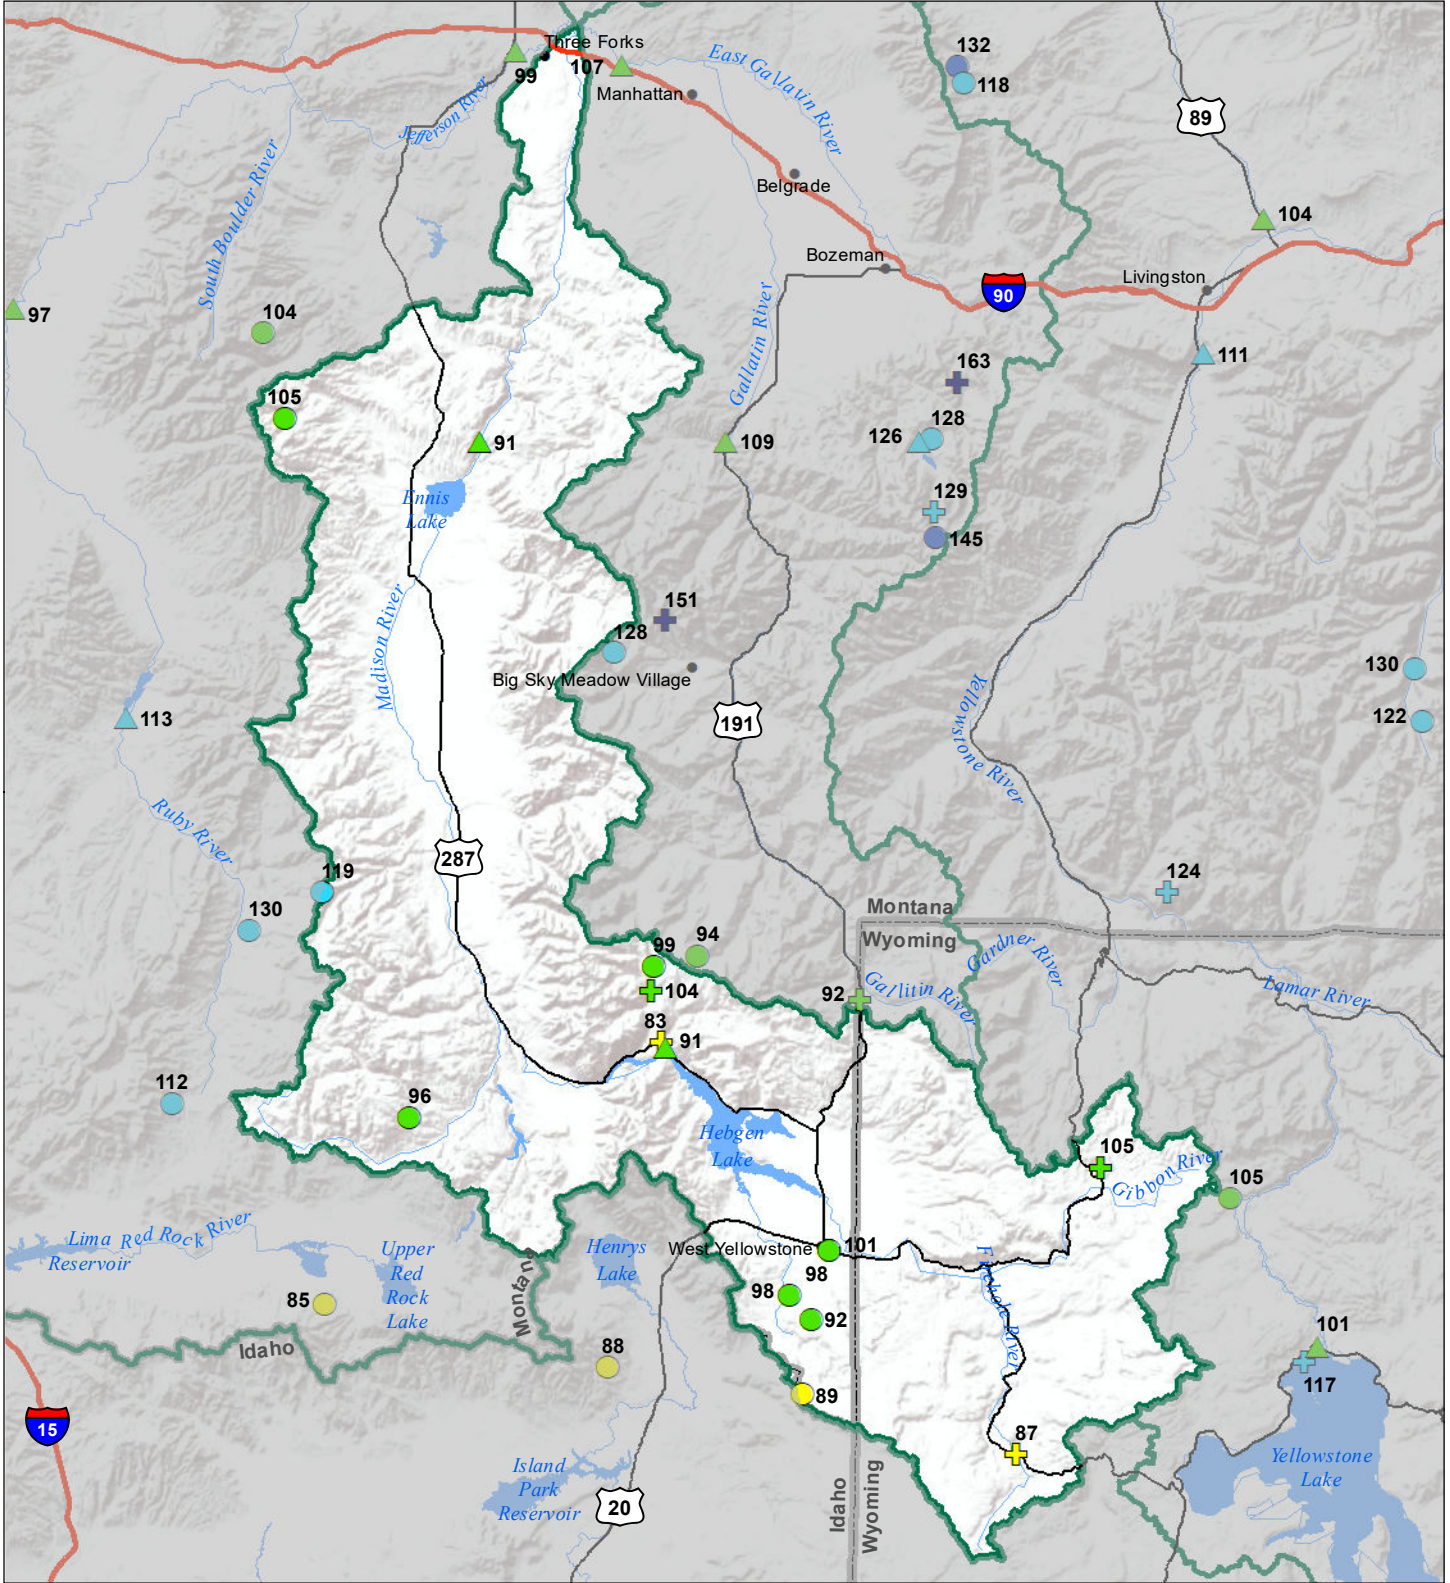 132
Three Forks
99
107
East Gallatin River
118
Manhattan
Jefferson River
89
South Boulder River
Belgrade
104
Bozeman
Livingston
90
97
104
Gallatin River
111
163
105
91
109
126
128
Ennis
Lake
129
145
Madison River
151
128
Big Sky Meadow Village
130
113
191
122
Yellowstone River
Ruby River
287
119
124
130
Montana
Wyoming
99
94
Gardner River
104
92
Gallitin River
Lamar River
83
91
112
96
Hebgen
Lake
105
Gibbon River
105
Lima
Reservoir
Red Rock River
Upper
Red
Rock
Lake
Henrys
Lake
West Yellowstone
101
98
Montana
Firehole River
85
98
92
Idaho
88
101
117
89
15
87
Island
Park
Reservoir
20
Idaho
Wyoming
Yellowstone
Lake